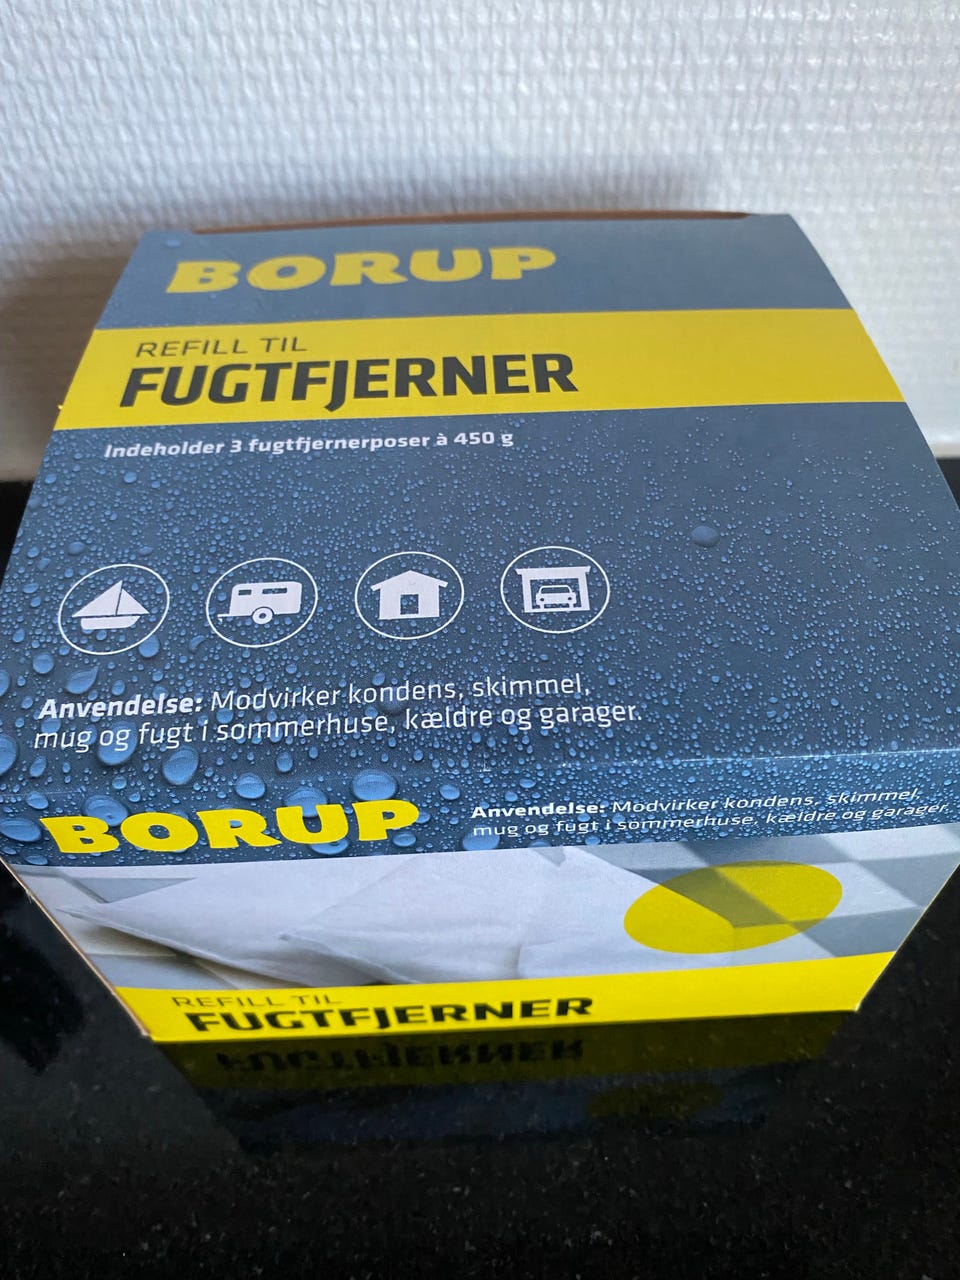 BORUP
REFILL TIL
FUGTFJERNER
Indeholder 3 fugtfjernerposer à 450 g
Anvendelse: Modvirker kondens, skimmel,
mug og fugt i sommerhuse, kældre og garager.
BORUP
Anvendelse: Modvirker kondens, skimmel,
mug og fugt i sommerhuse, kældre og garager.
REFILL TIL
FUGTFJERNER